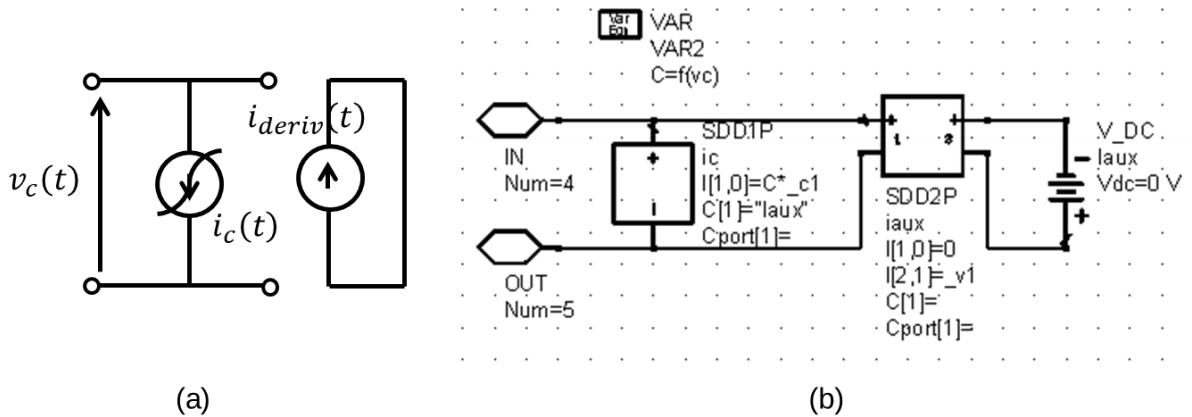 v_c(t)
i_deriv(t)
i_c(t)
(a)
Var
Eqn
VAR
VAR2
C=f(vc)
IN
Num=4
OUT
Num=5
+
1
SDD1P
ic
I[1,0]=C*_c1
C[1]="Iaux"
Cport[1]=
+
+
1
2
SDD2P
iaux
I[1,0]=0
I[2,1]=_v1
C[1]=
Cport[1]=
V_DC
Iaux
Vdc=0 V
-
+
(b)